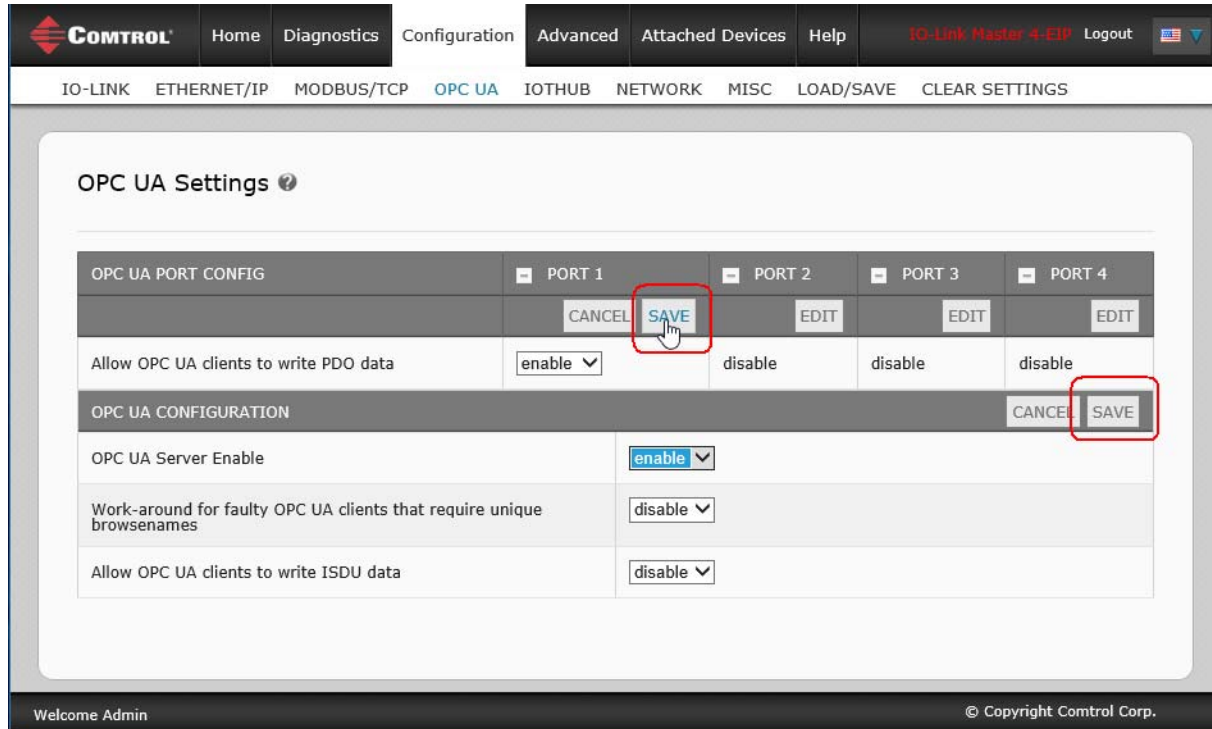 COMTROL Home Diagnostics Configuration Advanced Attached Devices Help IO-Link Master 4-EIP Logout
IO-LINK ETHERNET/IP MODBUS/TCP OPC UA IOTHUB NETWORK MISC LOAD/SAVE CLEAR SETTINGS
OPC UA Settings ?
OPC UA PORT CONFIG PORT 1 PORT 2 PORT 3 PORT 4
CANCEL SAVE EDIT EDIT EDIT
Allow OPC UA clients to write PDO data enable disable disable disable
OPC UA CONFIGURATION CANCEL SAVE
OPC UA Server Enable enable
Work-around for faulty OPC UA clients that require unique disable
browsenames
Allow OPC UA clients to write ISDU data disable
Welcome Admin © Copyright Comtrol Corp.